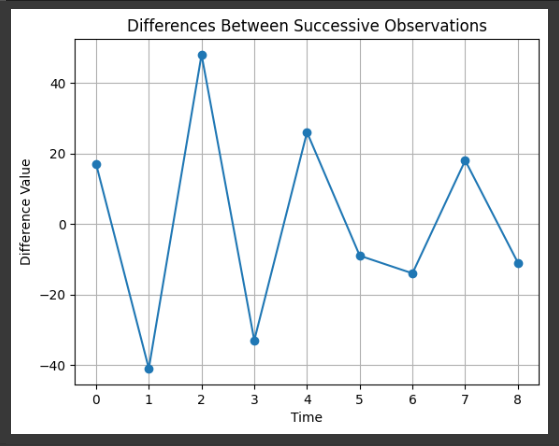 Differences Between Successive Observations
Difference Value
40
20
0
−20
−40
0 1 2 3 4 5 6 7 8
Time